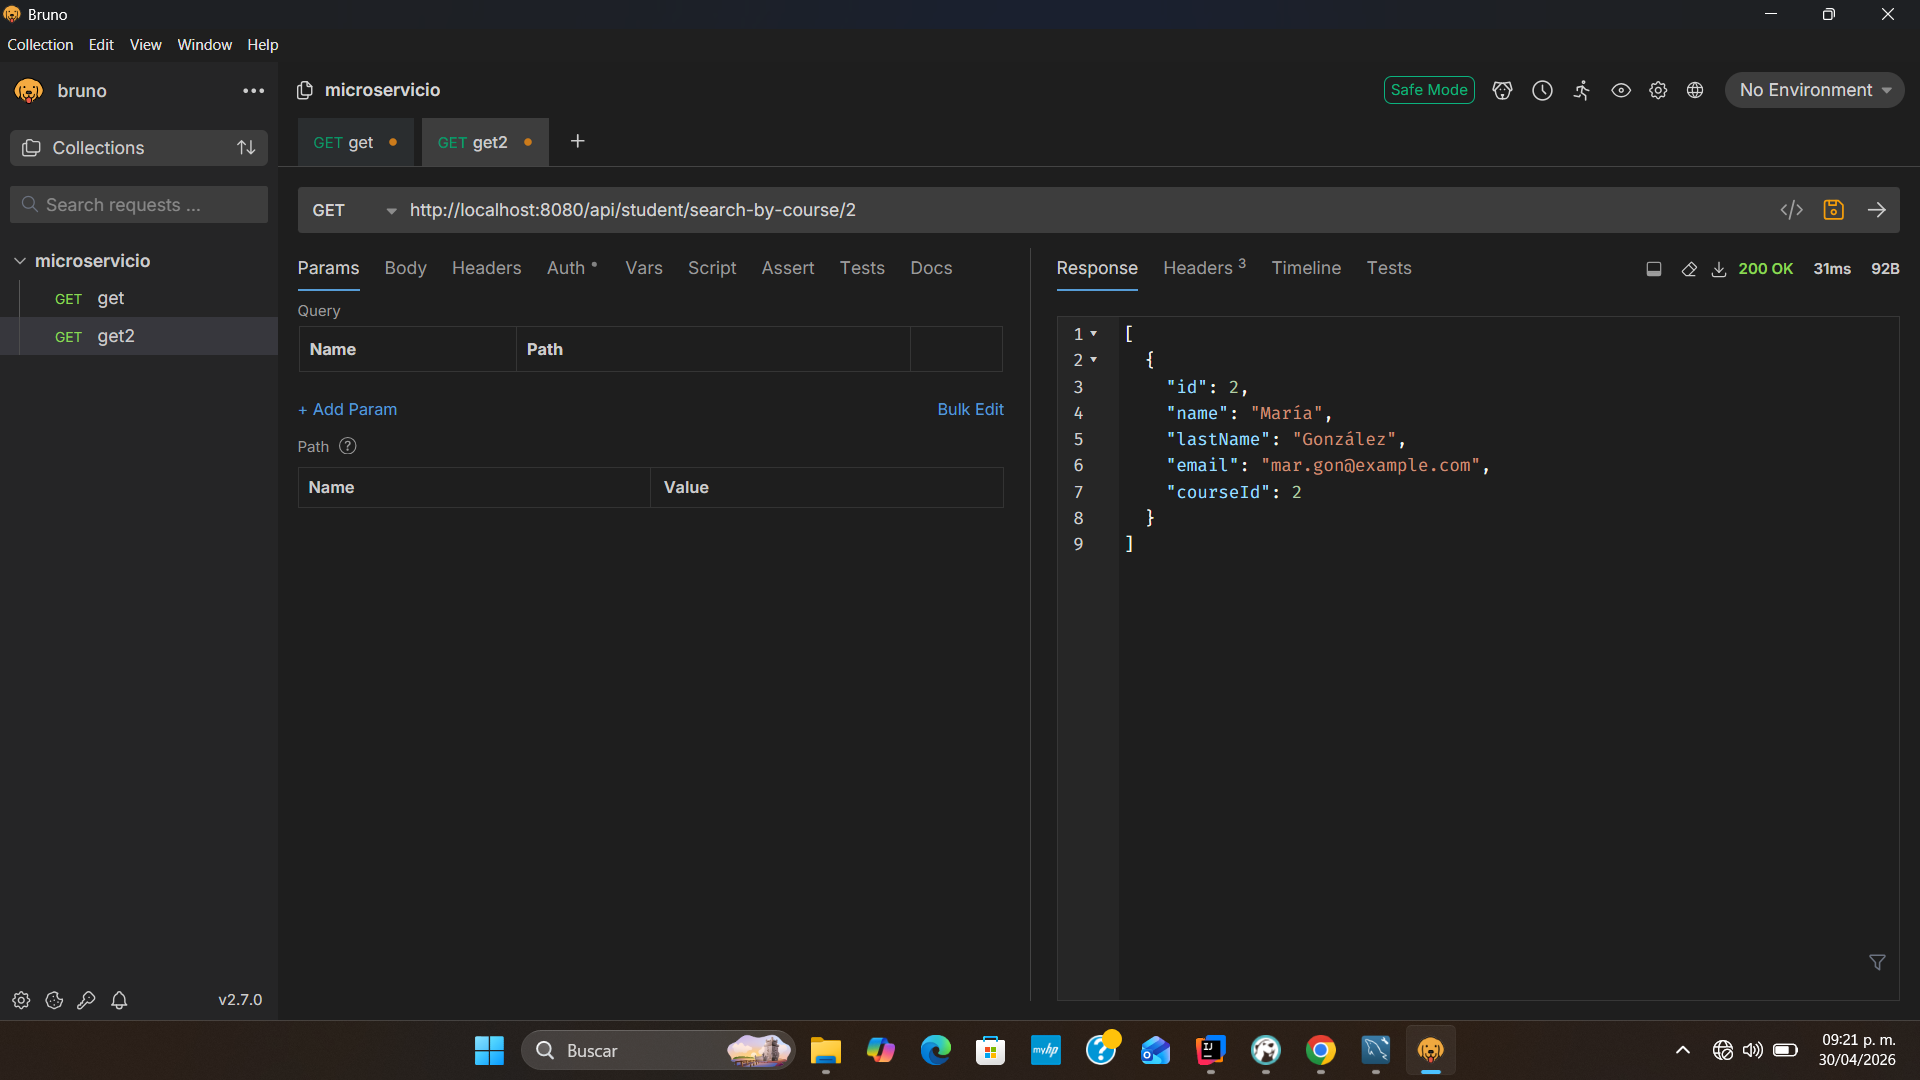 Bruno
Collection Edit View Window Help
bruno
microservicio
Safe Mode
No Environment
Collections
GET get
GET get2
+
Search requests ...
GET http://localhost:8080/api/student/search-by-course/2
</>
microservicio
GET get
GET get2
Params Body Headers Auth Vars Script Assert Tests Docs
Query
Name Path
+ Add Param Bulk Edit
Path ?
Name Value
Response Headers 3 Timeline Tests
200 OK 31ms 92B
1 [
2 {
3 "id": 2,
4 "name": "María",
5 "lastName": "González",
6 "email": "mar.gon@example.com",
7 "courseId": 2
8 }
9 ]
v2.7.0
Buscar
myhp
09:21 p. m.
30/04/2026